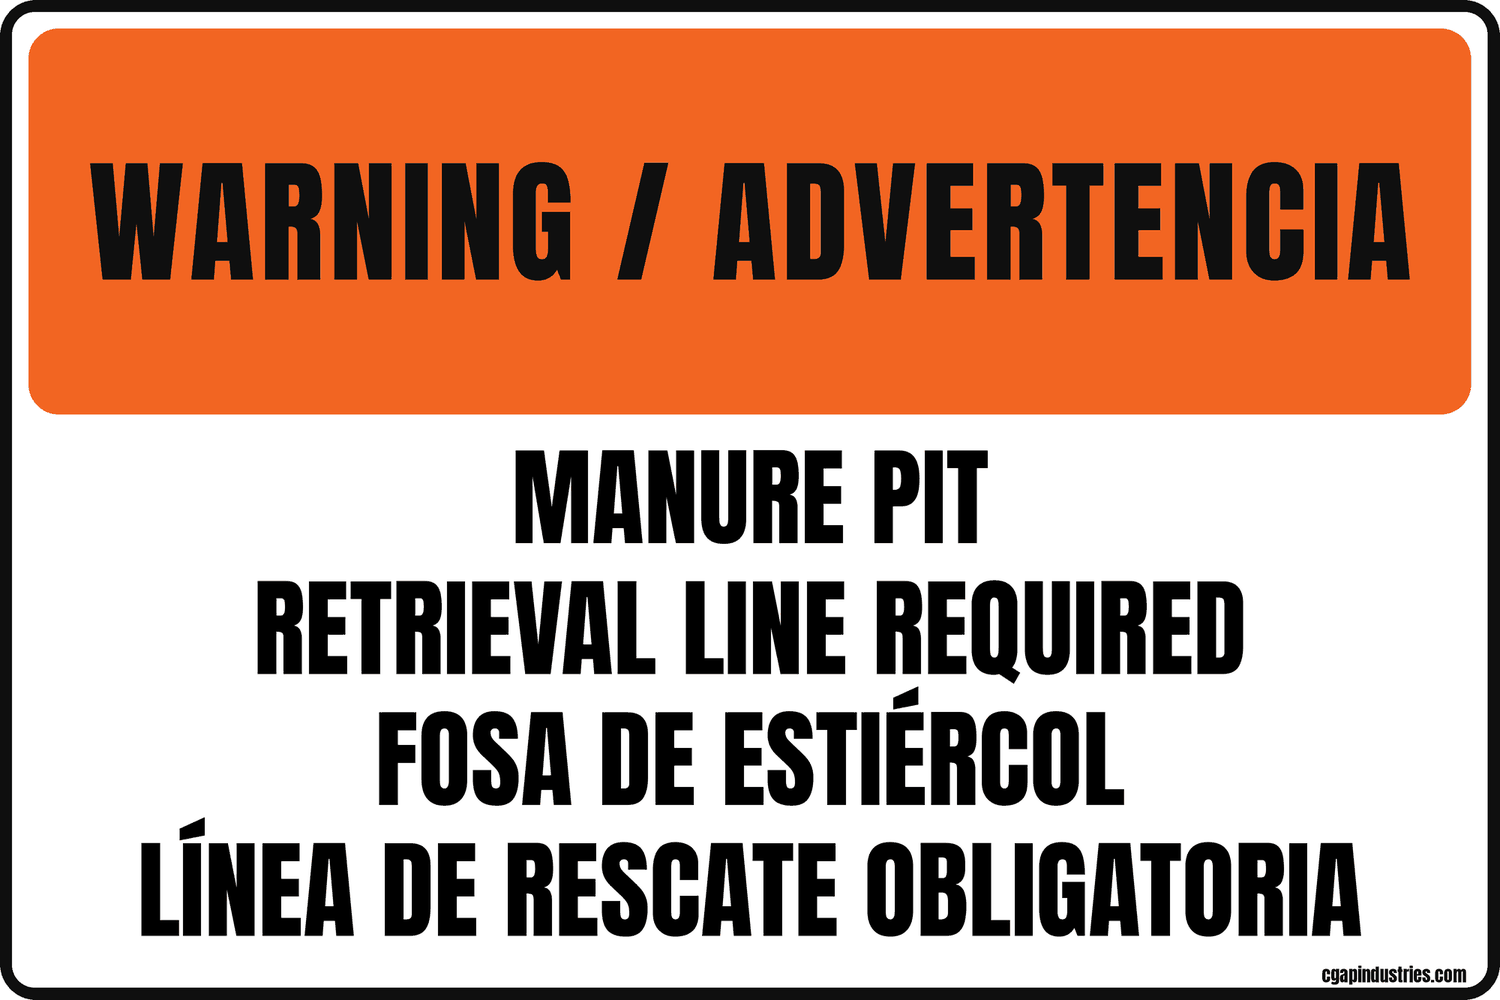 WARNING / ADVERTENCIA
MANURE PIT
RETRIEVAL LINE REQUIRED
FOSA DE ESTIÉRCOL
LÍNEA DE RESCATE OBLIGATORIA
cgapindustries.com